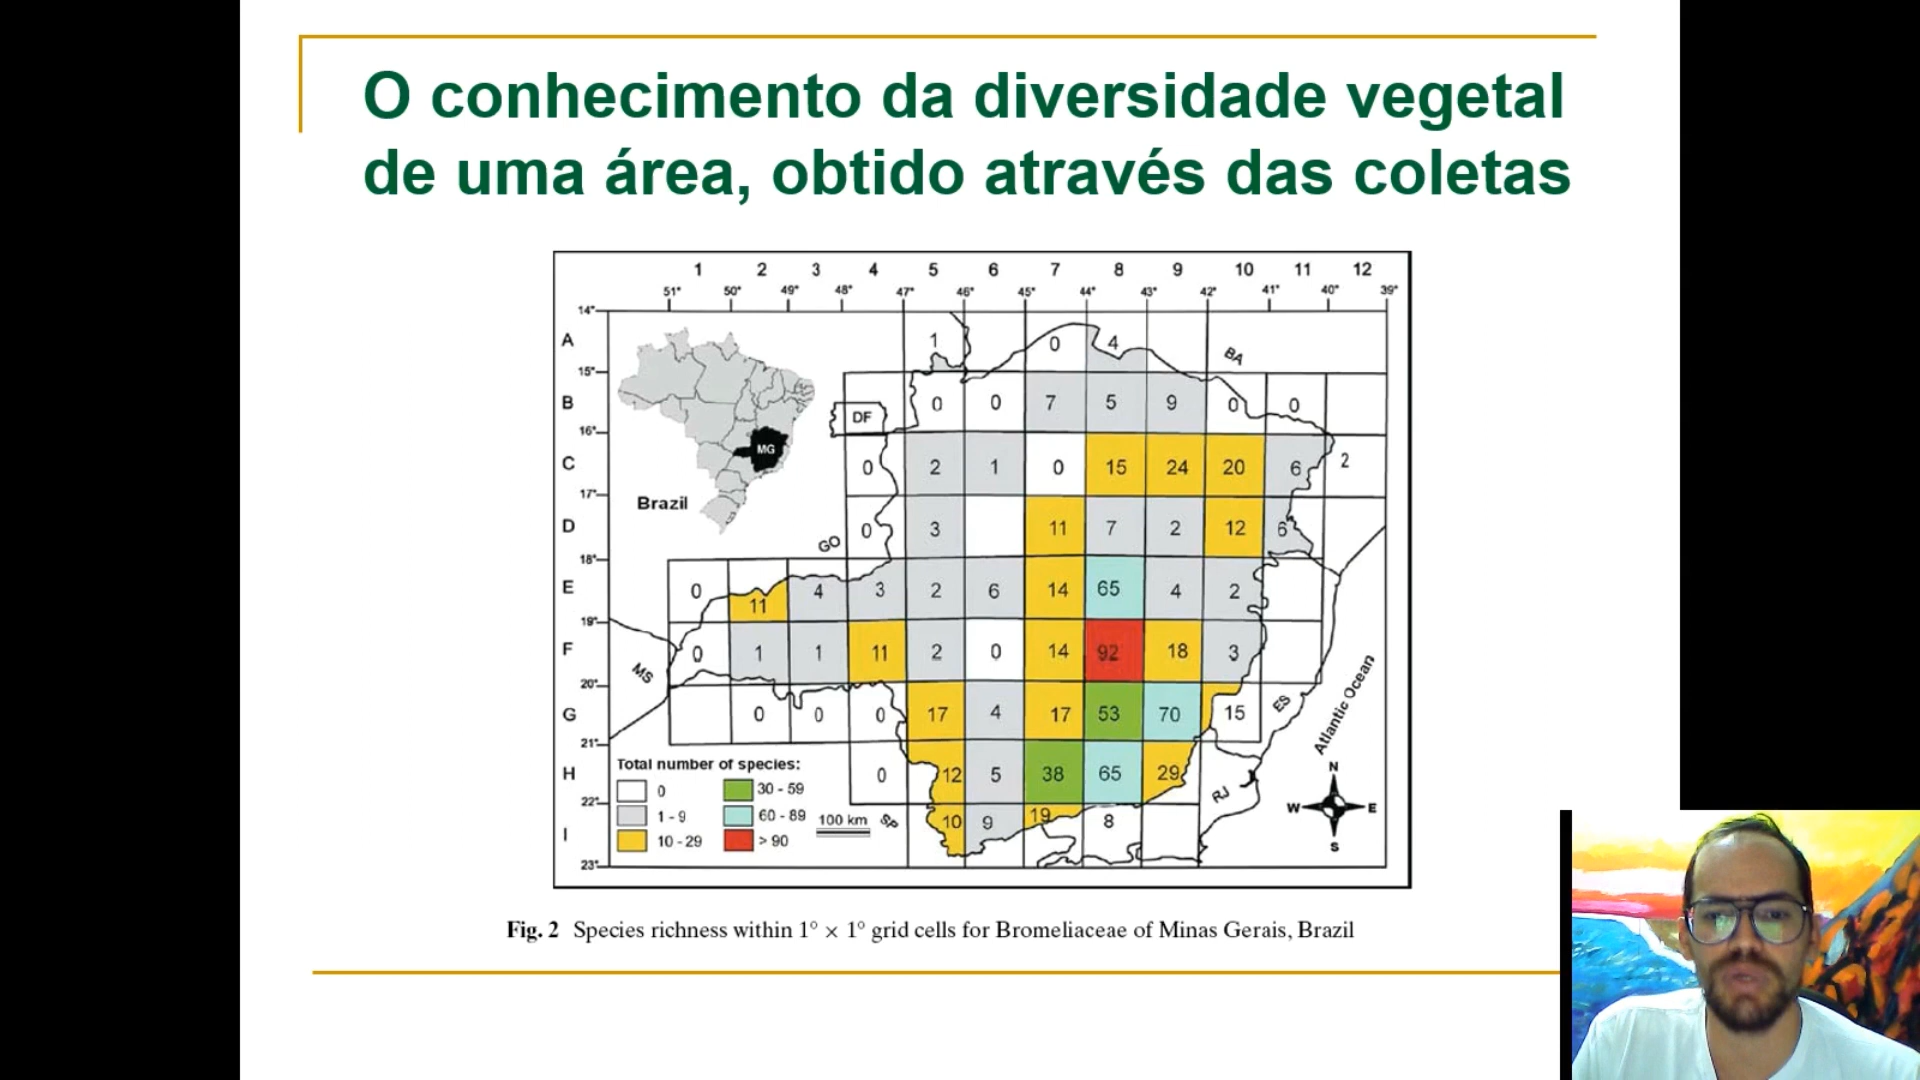 O conhecimento da diversidade vegetal
de uma área, obtido através das coletas
1 2 3 4 5 6 7 8 9 10 11 12
51° 50° 49° 48° 47° 46° 45° 44° 43° 42° 41° 40° 39°
14°
A 1 0 4 BA
15°
B 0 0 7 5 9 0 0
DF
16°
MG
C 0 2 1 0 15 24 20 6 2
17°
Brazil
D 0 3 11 7 2 12 6
GO
18°
E 0 11 4 3 2 6 14 65 4 2
19°
F 0 1 1 11 2 0 14 92 18 3
MS
20°
G 0 0 0 17 4 17 53 70 15 ES
Atlantic Ocean
21°
Total number of species:
H 0 12 5 38 65 29
0 30 - 59
RJ
N
W E
S
22°
1 - 9 60 - 89 100 km SP
I 10 9 19 8
10 - 29 > 90
23°
Fig. 2 Species richness within 1° × 1° grid cells for Bromeliaceae of Minas Gerais, Brazil